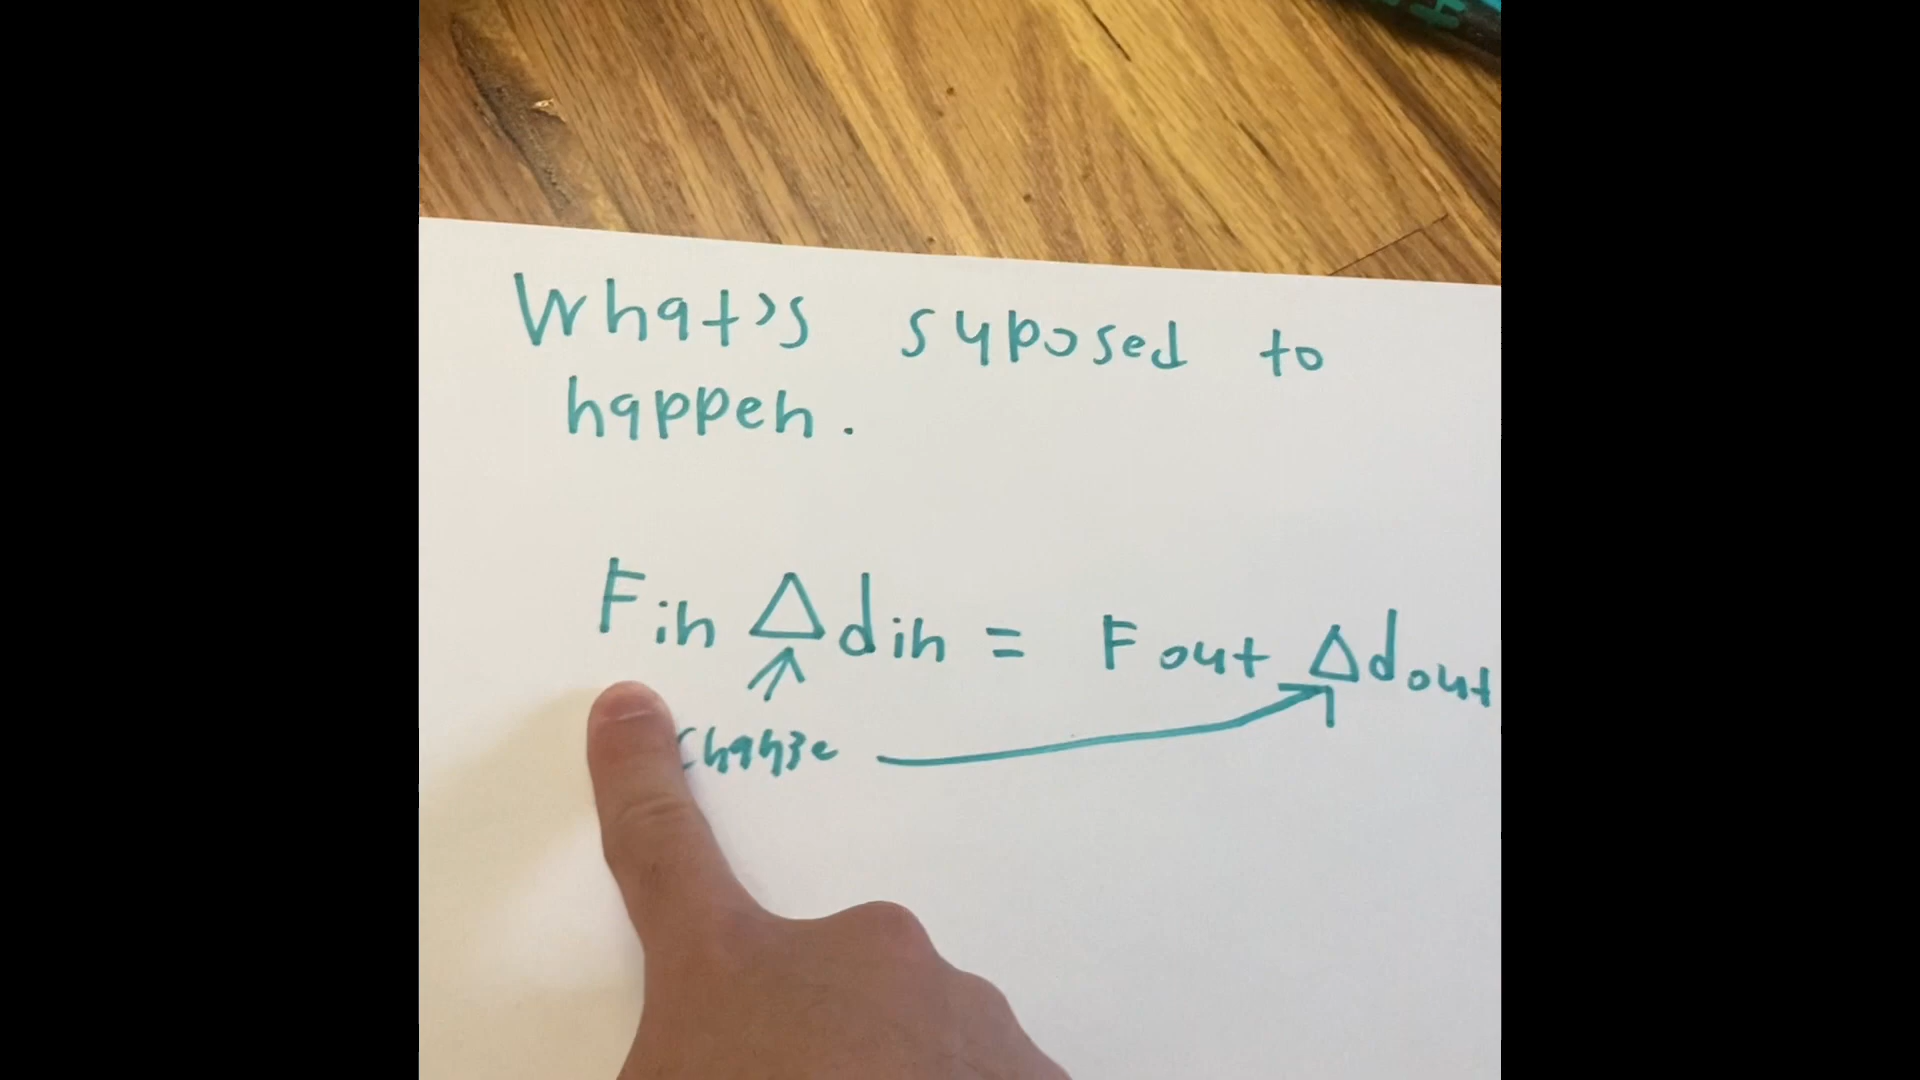 What's suposed to
happen.
Fin Δdin = Fout Δdout
Change